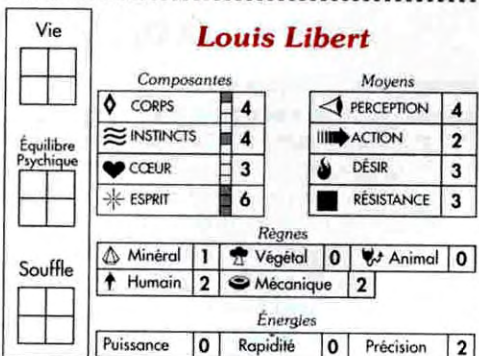 Vie
Équilibre
Psychique
Souffle
Louis Libert
Composantes
CORPS 4
INSTINCTS 4
CŒUR 3
ESPRIT 6
Moyens
PERCEPTION 4
ACTION 2
DÉSIR 3
RÉSISTANCE 3
Règnes
Minéral 1 Végétal 0 Animal 0
Humain 2 Mécanique 2
Énergies
Puissance 0 Rapidité 0 Précision 2